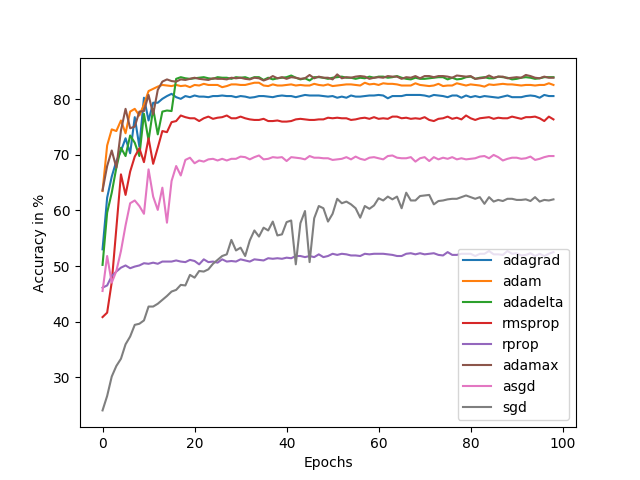 80
70
60
50
40
30
Accuracy in %
0 20 40 60 80 100
Epochs
adagrad
adam
adadelta
rmsprop
rprop
adamax
asgd
sgd